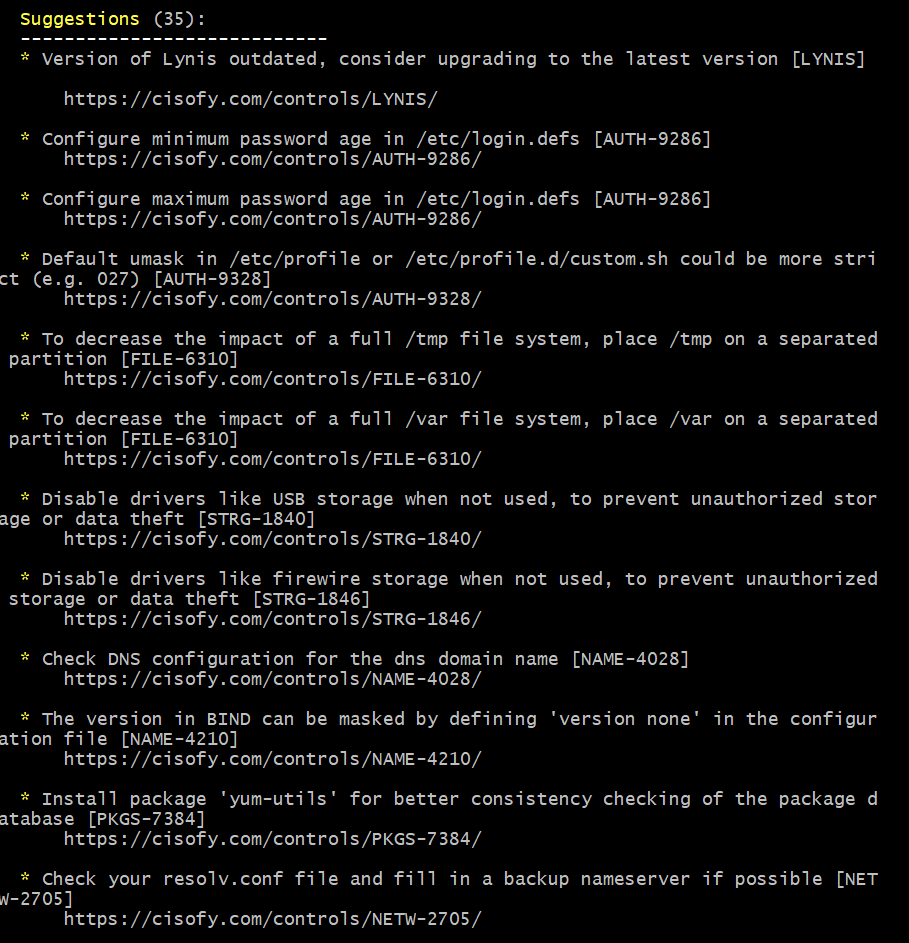 Suggestions (35):
----------------------------
* Version of Lynis outdated, consider upgrading to the latest version [LYNIS]
https://cisofy.com/controls/LYNIS/
* Configure minimum password age in /etc/login.defs [AUTH-9286]
https://cisofy.com/controls/AUTH-9286/
* Configure maximum password age in /etc/login.defs [AUTH-9286]
https://cisofy.com/controls/AUTH-9286/
* Default umask in /etc/profile or /etc/profile.d/custom.sh could be more stri
ct (e.g. 027) [AUTH-9328]
https://cisofy.com/controls/AUTH-9328/
* To decrease the impact of a full /tmp file system, place /tmp on a separated
partition [FILE-6310]
https://cisofy.com/controls/FILE-6310/
* To decrease the impact of a full /var file system, place /var on a separated
partition [FILE-6310]
https://cisofy.com/controls/FILE-6310/
* Disable drivers like USB storage when not used, to prevent unauthorized stor
age or data theft [STRG-1840]
https://cisofy.com/controls/STRG-1840/
* Disable drivers like firewire storage when not used, to prevent unauthorized
storage or data theft [STRG-1846]
https://cisofy.com/controls/STRG-1846/
* Check DNS configuration for the dns domain name [NAME-4028]
https://cisofy.com/controls/NAME-4028/
* The version in BIND can be masked by defining 'version none' in the configur
ation file [NAME-4210]
https://cisofy.com/controls/NAME-4210/
* Install package 'yum-utils' for better consistency checking of the package d
atabase [PKGS-7384]
https://cisofy.com/controls/PKGS-7384/
* Check your resolv.conf file and fill in a backup nameserver if possible [NET
W-2705]
https://cisofy.com/controls/NETW-2705/